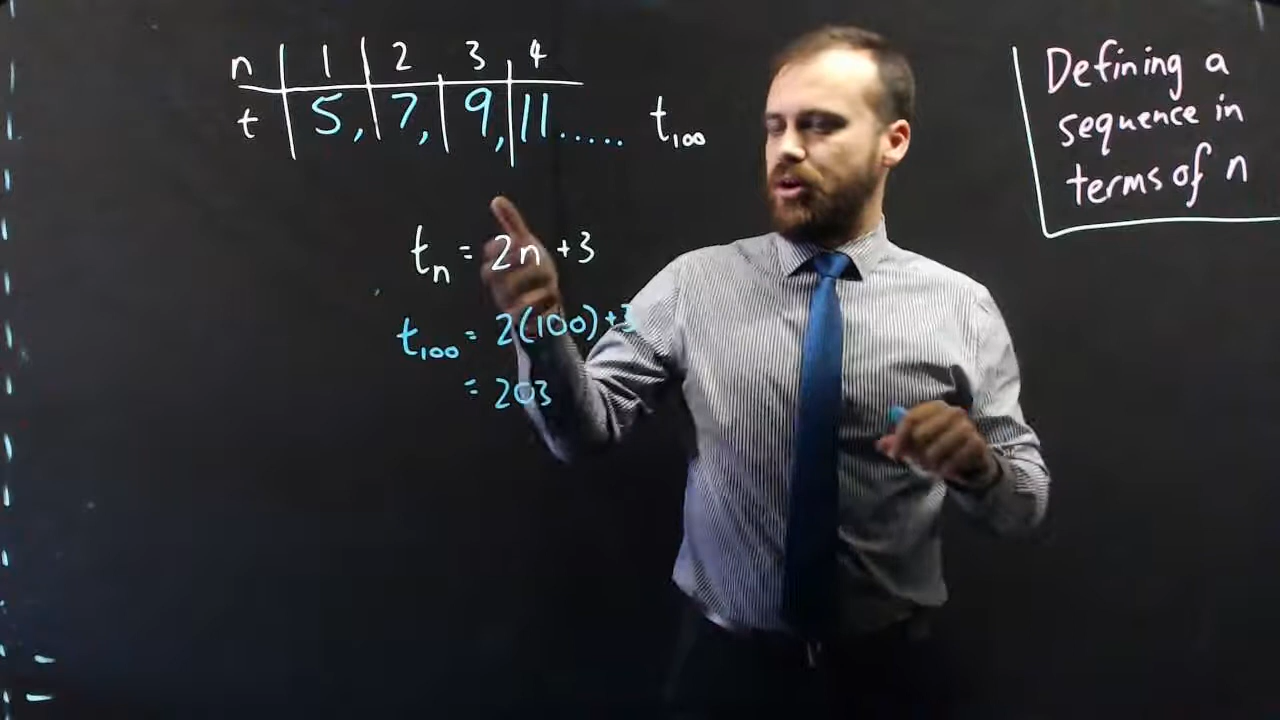 n 1 2 3 4
t 5, 7, 9, 11...... t100
tn = 2n +3
t100 = 2(100)+3
= 203
Defining a
sequence in
terms of n